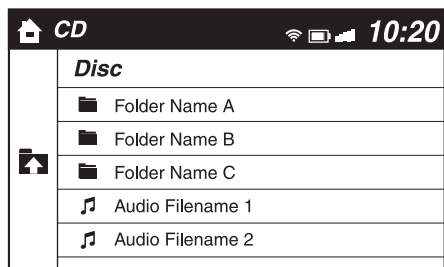 CD 10:20
Disc
Folder Name A
Folder Name B
Folder Name C
Audio Filename 1
Audio Filename 2